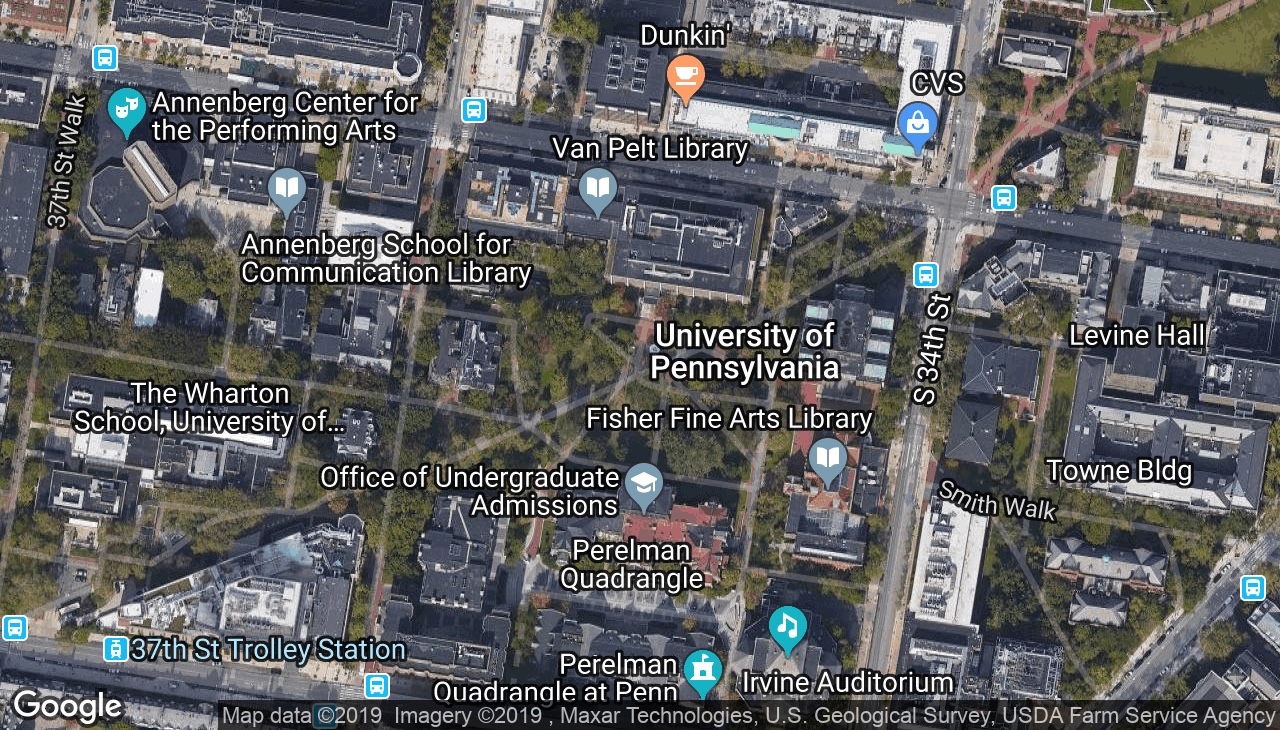 Dunkin'
CVS
Annenberg Center for
the Performing Arts
37th St Walk
Van Pelt Library
Annenberg School for
Communication Library
University of
Pennsylvania
S 34th St
Levine Hall
The Wharton
School, University of...
Fisher Fine Arts Library
Office of Undergraduate
Admissions
Towne Bldg
Smith Walk
Perelman
Quadrangle
37th St Trolley Station
Perelman
Quadrangle at Penn
Irvine Auditorium
Google
Map data ©2019 Imagery ©2019 , Maxar Technologies, U.S. Geological Survey, USDA Farm Service Agency